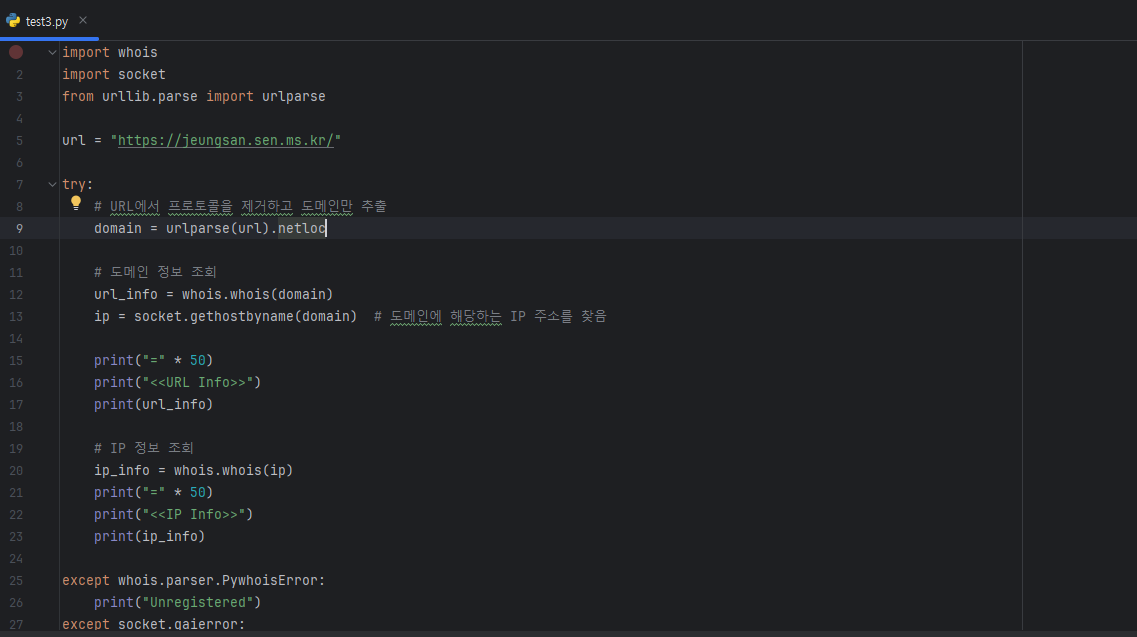 test3.py
import whois
2 import socket
3 from urllib.parse import urlparse
4
5 url = "https://jeungsan.sen.ms.kr/"
6
7 try:
8     # URL에서 프로토콜을 제거하고 도메인만 추출
9     domain = urlparse(url).netloc
10
11     # 도메인 정보 조회
12     url_info = whois.whois(domain)
13     ip = socket.gethostbyname(domain)  # 도메인에 해당하는 IP 주소를 찾음
14
15     print("=" * 50)
16     print("<<URL Info>>")
17     print(url_info)
18
19     # IP 정보 조회
20     ip_info = whois.whois(ip)
21     print("=" * 50)
22     print("<<IP Info>>")
23     print(ip_info)
24
25 except whois.parser.PywhoisError:
26     print("Unregistered")
27 except socket.gaierror: